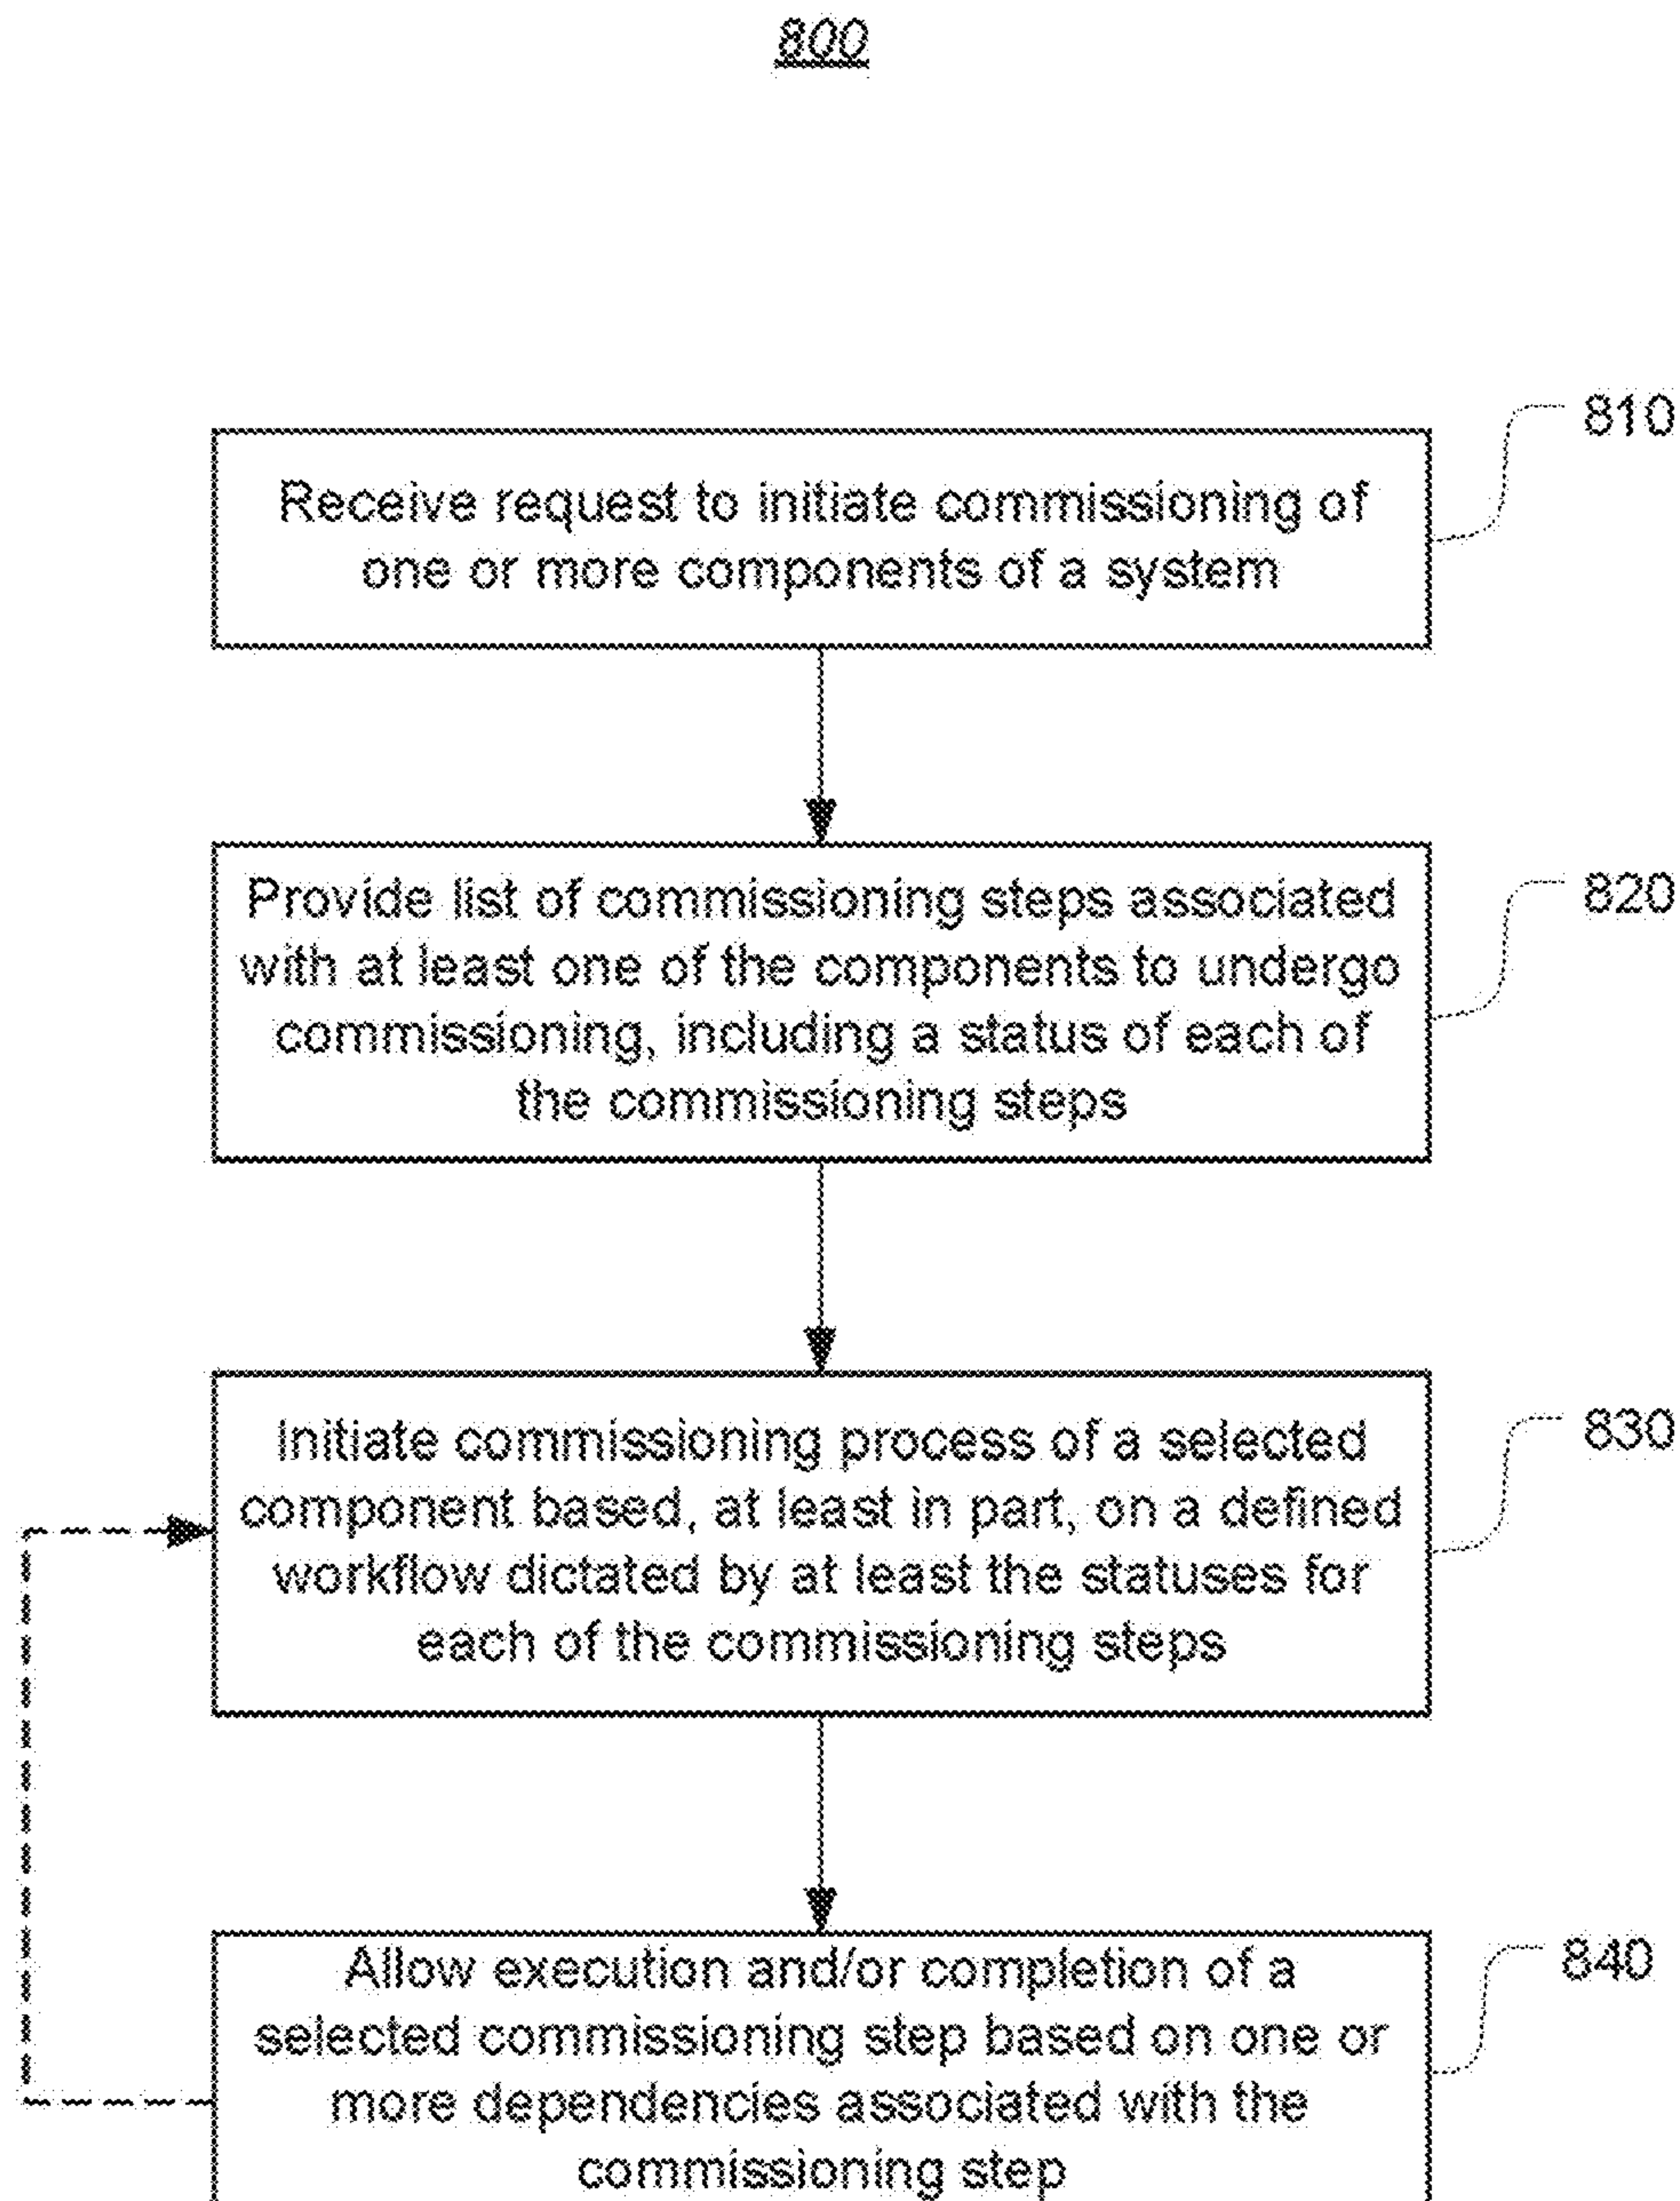 800
810
Receive request to initiate commissioning of
one or more components of a system
820
Provide list of commissioning steps associated
with at least one of the components to undergo
commissioning, including a status of each of
the commissioning steps
830
Initiate commissioning process of a selected
component based, at least in part, on a defined
workflow dictated by at least the statuses for
each of the commissioning steps
840
Allow execution and/or completion of a
selected commissioning step based on one or
more dependencies associated with the
commissioning step